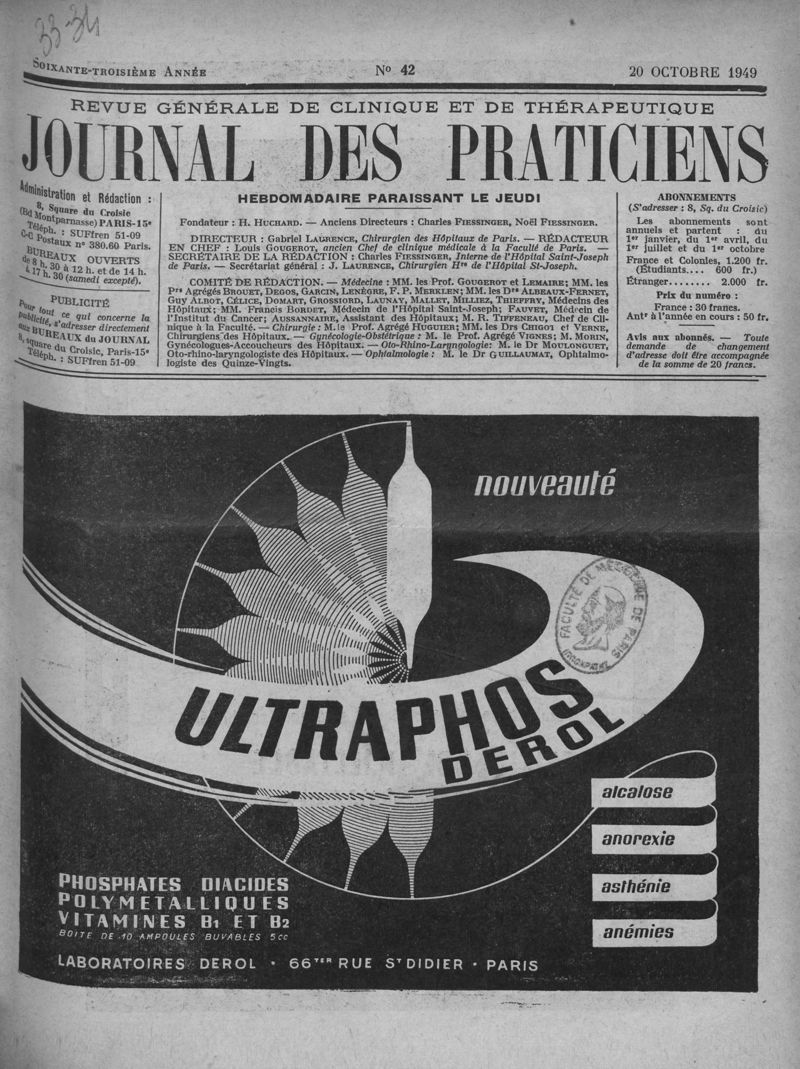 33-34
SOIXANTE-TROISIÈME ANNÉE
No 42
20 OCTOBRE 1949
REVUE GÉNÉRALE DE CLINIQUE ET DE THÉRAPEUTIQUE
JOURNAL DES PRATICIENS
Administration et Rédaction :
8, Square du Croisic
(Bd Montparnasse) PARIS-15e
Téléph. : SUFfren 51-09
C-C Postaux nº 380.60 Paris.
BUREAUX OUVERTS
de 8 h. 30 à 12 h. et de 14 h.
à 17 h. 30 (samedi excepté).
PUBLICITÉ
Pour tout ce qui concerne la
publicité, s'adresser directement
aux BUREAUX du JOURNAL
8, square du Croisic, Paris-15e
Téléph. : SUFfren 51-09
HEBDOMADAIRE PARAISSANT LE JEUDI
Fondateur : H. HUCHARD. — Anciens Directeurs : Charles FIESSINGER, Noël FIESSINGER.
DIRECTEUR : Gabriel LAURENCE, Chirurgien des Hôpitaux de Paris. — RÉDACTEUR
EN CHEF : Louis GOUGEROT, ancien Chef de clinique médicale à la Faculté de Paris. —
SECRÉTAIRE DE LA RÉDACTION : Charles FIESSINGER, Interne de l'Hôpital Saint-Joseph
de Paris. — Secrétariat général : J. LAURENCE, Chirurgien Hre de l'Hôpital St-Joseph.
COMITÉ DE RÉDACTION. — Médecine : MM. les Prof. GOUGEROT et LEMAIRE; MM. les
Prs Agrégés BROUET, DEGOS, GARCIN, LENÈGRE, F. P. MERKLEN; MM. les Drs ALBEAUX-FERNET,
GUY ALBOT, CÉLICE, DOMART, GROSSIORD, LAUNAY, MALLET, MILLIEZ, THIEFFRY, Médecins des
Hôpitaux; MM. Francis BORDET, Médecin de l'Hôpital Saint-Joseph; FAUVET, Médecin de
l'Institut du Cancer; AUSSANNAIRE, Assistant des Hôpitaux; M. R. TIFFENEAU, Chef de Cli-
nique à la Faculté. — Chirurgie : M. le Prof. Agrégé HUGUIER; MM. les Drs CHIGOT et VERNE,
Chirurgiens des Hôpitaux. — Gynécologie-Obstétrique : M. le Prof. Agrégé VIGNES; M. MORIN,
Gynécologues-Accoucheurs des Hôpitaux. — Oto-Rhino-Laryngologie: M. le Dr MOULONGUET,
Oto-rhino-laryngologiste des Hôpitaux. — Ophtalmologie : M. le Dr GUILLAUMAT, Ophtalmo-
logiste des Quinze-Vingts.
ABONNEMENTS
(S'adresser : 8, Sq. du Croisic)
Les abonnements sont
annuels et partent : du
1er janvier, du 1er avril, du
1er juillet et du 1er octobre
France et Colonies, 1.200 fr.
(Étudiants.... 600 fr.)
Étranger........ 2.000 fr.
Prix du numéro :
France : 30 francs.
Antr à l'année en cours : 50 fr.
Avis aux abonnés. — Toute
demande de changement
d'adresse doit être accompagnée
de la somme de 20 francs.
nouveauté
FACULTÉ DE MÉDECINE DE PARIS
ULTRAPHOS
DEROL
alcalose
anorexie
asthénie
anémies
PHOSPHATES DIACIDES
POLYMETALLIQUES
VITAMINES B1 ET B2
BOITE DE 10 AMPOULES BUVABLES 5cc
LABORATOIRES DEROL • 66TER RUE ST DIDIER • PARIS